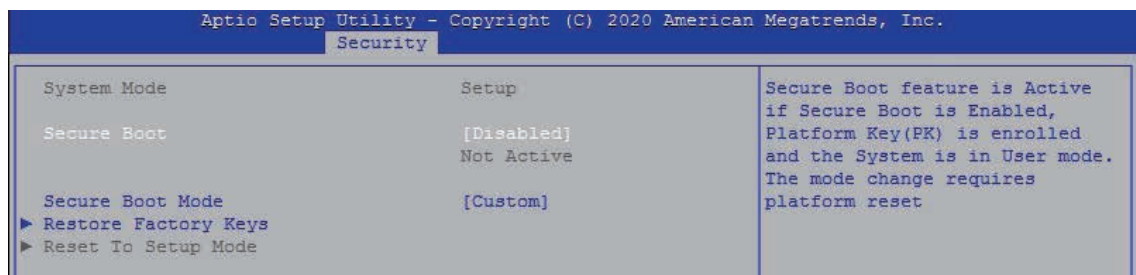 Aptio Setup Utility - Copyright (C) 2020 American Megatrends, Inc.
Security
System Mode Setup
Secure Boot [Disabled]
Not Active
Secure Boot Mode [Custom]
Restore Factory Keys
Reset To Setup Mode
Secure Boot feature is Active
if Secure Boot is Enabled,
Platform Key(PK) is enrolled
and the System is in User mode.
The mode change requires
platform reset